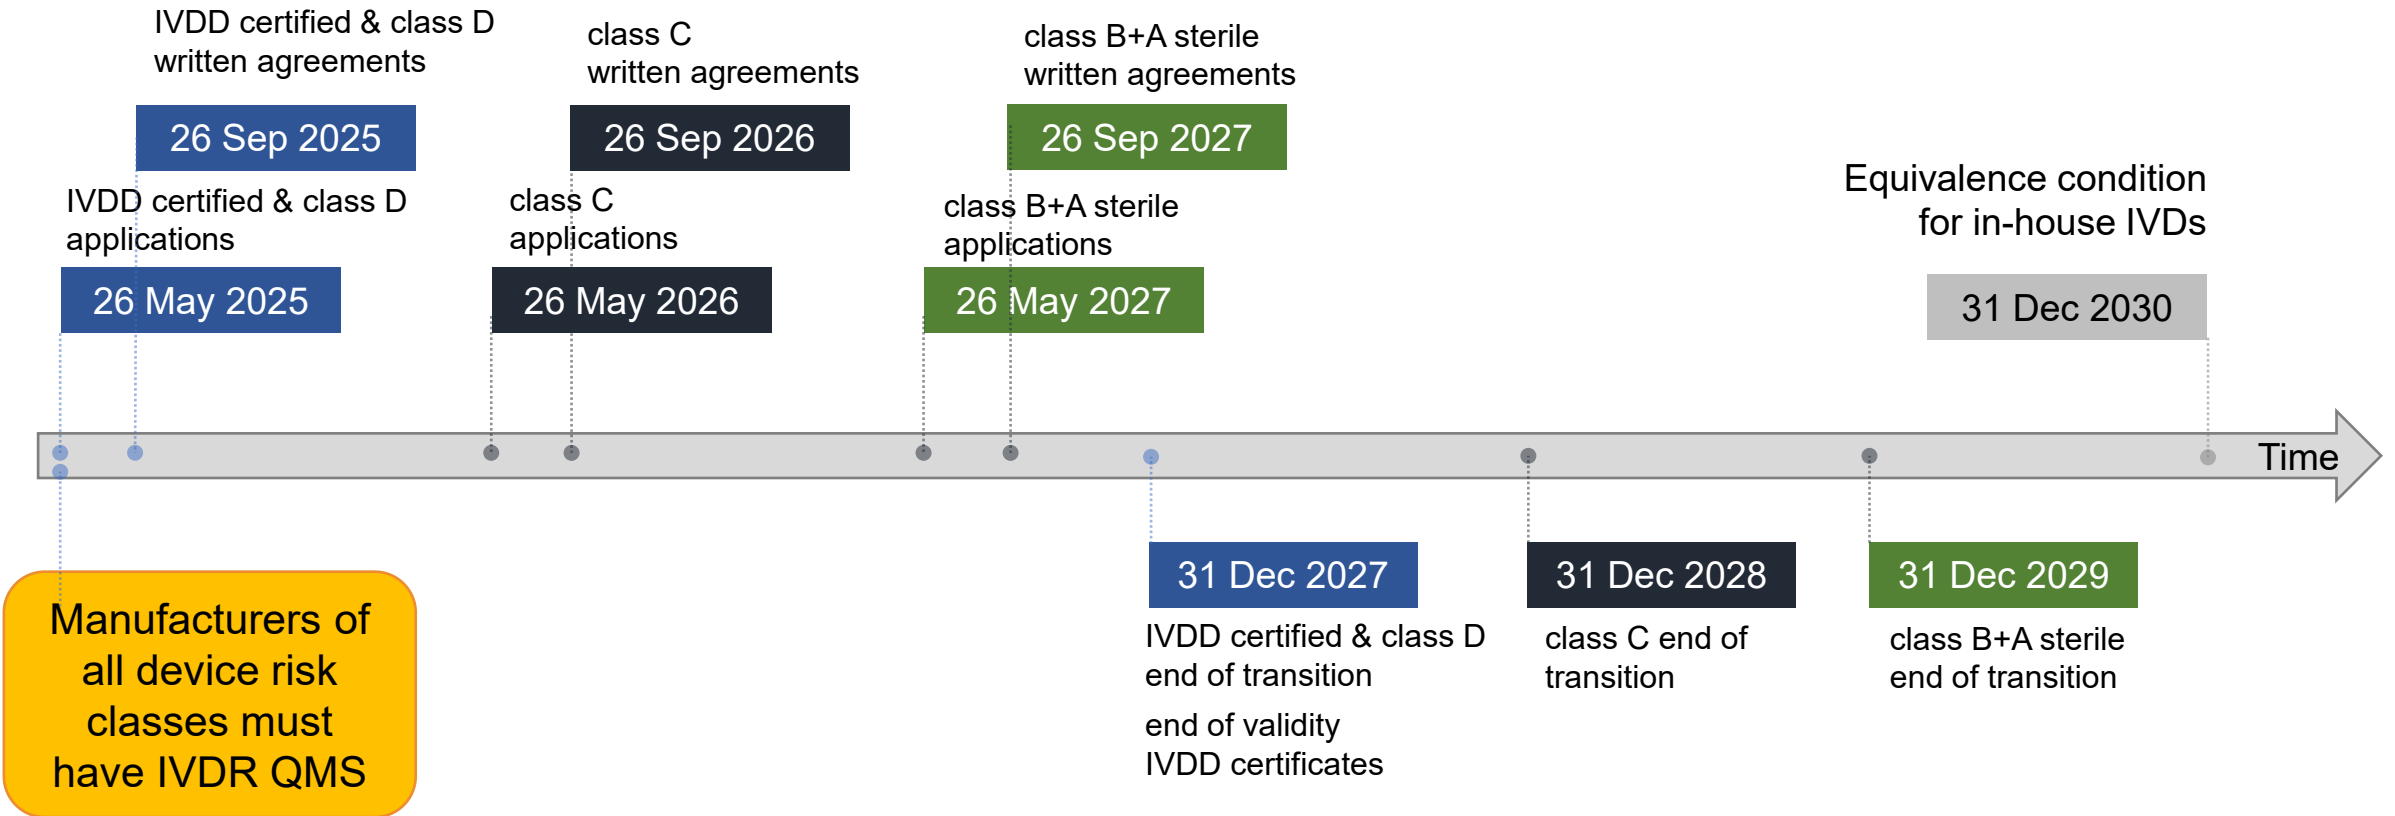 IVDD certified & class D
written agreements
26 Sep 2025
class C
written agreements
26 Sep 2026
class B+A sterile
written agreements
26 Sep 2027
IVDD certified & class D
applications
26 May 2025
class C
applications
26 May 2026
class B+A sterile
applications
26 May 2027
Equivalence condition
for in-house IVDs
31 Dec 2030
Time
Manufacturers of
all device risk
classes must
have IVDR QMS
31 Dec 2027
IVDD certified & class D
end of transition
end of validity
IVDD certificates
31 Dec 2028
class C end of
transition
31 Dec 2029
class B+A sterile
end of transition